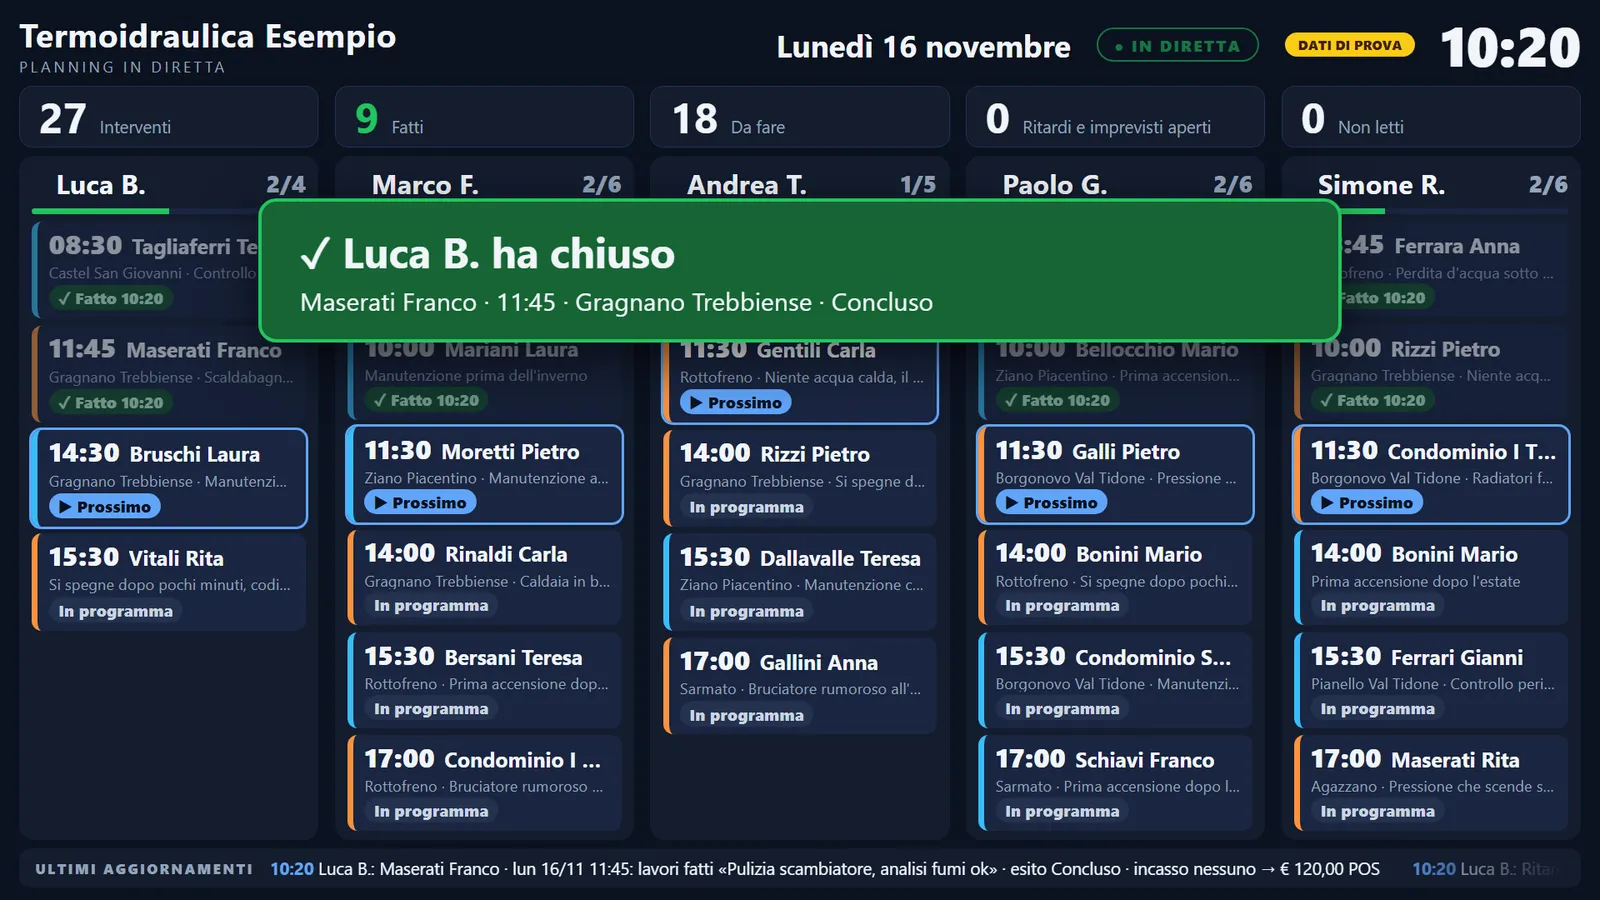 Termoidraulica Esempio
PLANNING IN DIRETTA
Lunedì 16 novembre
● IN DIRETTA
DATI DI PROVA
10:20
27 Interventi
9 Fatti
18 Da fare
0 Ritardi e imprevisti aperti
0 Non letti
Luca B. 2/4
Marco F. 2/6
Andrea T. 1/5
Paolo G. 2/6
Simone R. 2/6
✓ Luca B. ha chiuso
Maserati Franco · 11:45 · Gragnano Trebbiense · Concluso
08:30 Tagliaferri Te
Castel San Giovanni · Controllo
✓ Fatto 10:20
11:45 Maserati Franco
Gragnano Trebbiense · Scaldabagn...
✓ Fatto 10:20
14:30 Bruschi Laura
Gragnano Trebbiense · Manutenzi...
▶ Prossimo
15:30 Vitali Rita
Si spegne dopo pochi minuti, codi...
In programma
10:00 Mariani Laura
Manutenzione prima dell'inverno
✓ Fatto 10:20
11:30 Moretti Pietro
Ziano Piacentino · Manutenzione a...
▶ Prossimo
14:00 Rinaldi Carla
Gragnano Trebbiense · Caldaia in b...
In programma
15:30 Bersani Teresa
Rottofreno · Prima accensione dop...
In programma
17:00 Condominio I ...
Rottofreno · Bruciatore rumoroso ...
In programma
11:30 Gentili Carla
Rottofreno · Niente acqua calda, il ...
▶ Prossimo
14:00 Rizzi Pietro
Gragnano Trebbiense · Si spegne d...
In programma
15:30 Dallavalle Teresa
Ziano Piacentino · Manutenzione c...
In programma
17:00 Gallini Anna
Sarmato · Bruciatore rumoroso all'...
In programma
10:00 Bellocchio Mario
Ziano Piacentino · Prima accension...
✓ Fatto 10:20
11:30 Galli Pietro
Borgonovo Val Tidone · Pressione ...
▶ Prossimo
14:00 Bonini Mario
Rottofreno · Si spegne dopo pochi...
In programma
15:30 Condominio S...
Borgonovo Val Tidone · Manutenzi...
In programma
17:00 Schiavi Franco
Sarmato · Prima accensione dopo l...
In programma
:45 Ferrara Anna
ofreno · Perdita d'acqua sotto ...
Fatto 10:20
10:00 Rizzi Pietro
Gragnano Trebbiense · Niente acq...
✓ Fatto 10:20
11:30 Condominio I T...
Borgonovo Val Tidone · Radiatori f...
▶ Prossimo
14:00 Bonini Mario
Prima accensione dopo l'estate
In programma
15:30 Ferrari Gianni
Pianello Val Tidone · Controllo peri...
In programma
17:00 Maserati Rita
Agazzano · Pressione che scende s...
In programma
ULTIMI AGGIORNAMENTI 10:20 Luca B.: Maserati Franco · lun 16/11 11:45: lavori fatti «Pulizia scambiatore, analisi fumi ok» · esito Concluso · incasso nessuno → € 120,00 POS 10:20 Luca B.: Ritar